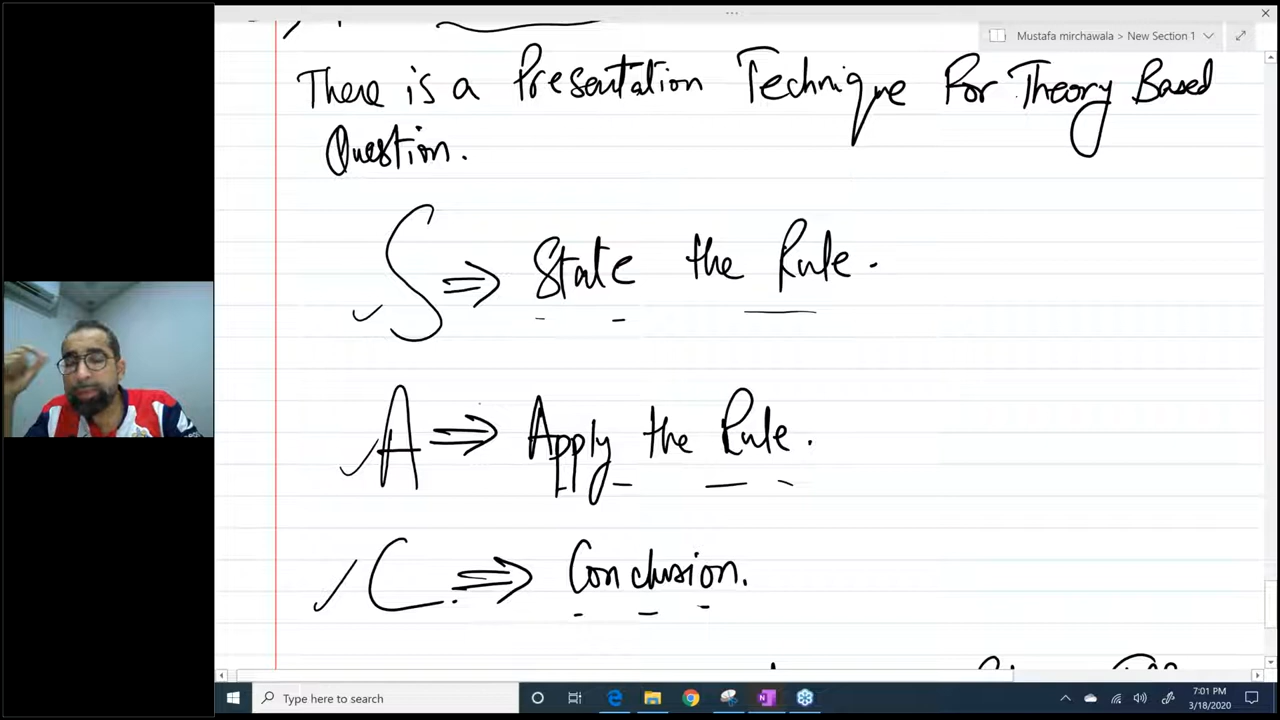 Mustafa mirchawala > New Section 1
There is a Presentation Technique For Theory Based
Question.
S ⇒ State the Rule.
A ⇒ Apply the Rule.
C. ⇒ Conclusion.
Type here to search
7:01 PM
3/18/2020